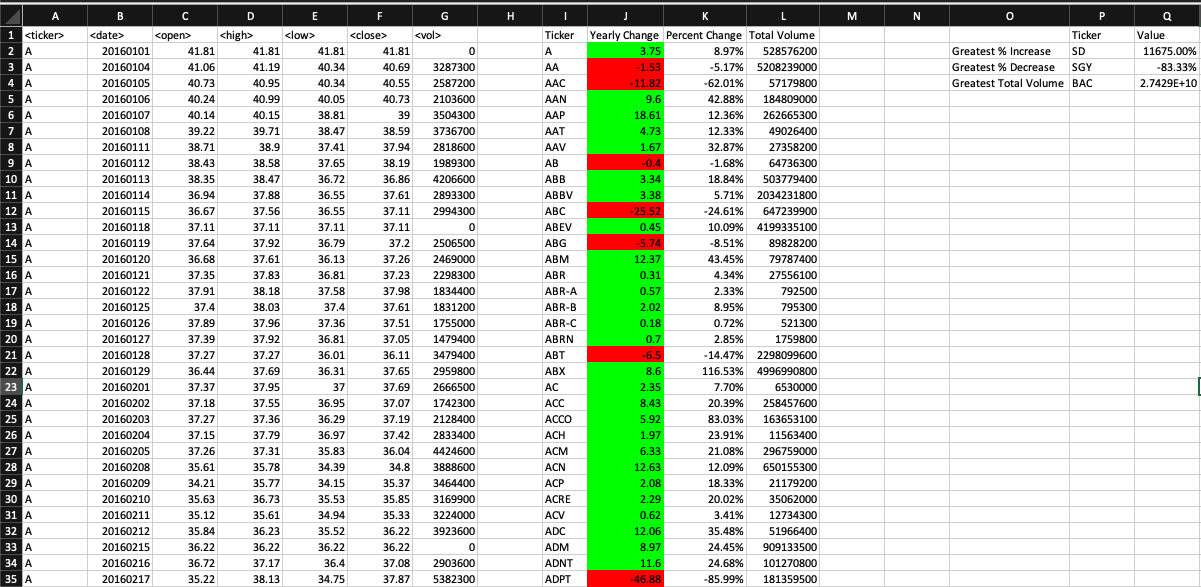 A B C D E F G H I J K L M N O P Q
1 <ticker> <date> <open> <high> <low> <close> <vol> Ticker Yearly Change Percent Change Total Volume Ticker Value
2 A 20160101 41.81 41.81 41.81 41.81 0 A 3.75 8.97% 528576200 Greatest % Increase SD 11675.00%
3 A 20160104 41.06 41.19 40.34 40.69 3287300 AA -1.53 -5.17% 5208239000 Greatest % Decrease SGY -83.33%
4 A 20160105 40.73 40.95 40.34 40.55 2587200 AAC -11.82 -62.01% 57179800 Greatest Total Volume BAC 2.7429E+10
5 A 20160106 40.24 40.99 40.05 40.73 2103600 AAN 9.6 42.88% 184809000
6 A 20160107 40.14 40.15 38.81 39 3504300 AAP 18.61 12.36% 262665300
7 A 20160108 39.22 39.71 38.47 38.59 3736700 AAT 4.73 12.33% 49026400
8 A 20160111 38.71 38.9 37.41 37.94 2818600 AAV 1.67 32.87% 27358200
9 A 20160112 38.43 38.58 37.65 38.19 1989300 AB -0.4 -1.68% 64736300
10 A 20160113 38.35 38.47 36.72 36.86 4206600 ABB 3.34 18.84% 503779400
11 A 20160114 36.94 37.88 36.55 37.61 2893300 ABBV 3.38 5.71% 2034231800
12 A 20160115 36.67 37.56 36.55 37.11 2994300 ABC -25.52 -24.61% 647239900
13 A 20160118 37.11 37.11 37.11 37.11 0 ABEV 0.45 10.09% 4199335100
14 A 20160119 37.64 37.92 36.79 37.2 2506500 ABG -5.74 -8.51% 89828200
15 A 20160120 36.68 37.61 36.13 37.26 2469000 ABM 12.37 43.45% 79787400
16 A 20160121 37.35 37.83 36.81 37.23 2298300 ABR 0.31 4.34% 27556100
17 A 20160122 37.91 38.18 37.58 37.98 1834400 ABR-A 0.57 2.33% 792500
18 A 20160125 37.4 38.03 37.4 37.61 1831200 ABR-B 2.02 8.95% 795300
19 A 20160126 37.89 37.96 37.36 37.51 1755000 ABR-C 0.18 0.72% 521300
20 A 20160127 37.39 37.92 36.81 37.05 1479400 ABRN 0.7 2.85% 1759800
21 A 20160128 37.27 37.27 36.01 36.11 3479400 ABT -6.5 -14.47% 2298099600
22 A 20160129 36.44 37.69 36.31 37.65 2959800 ABX 8.6 116.53% 4996990800
23 A 20160201 37.37 37.95 37 37.69 2666500 AC 2.35 7.70% 6530000
24 A 20160202 37.18 37.55 36.95 37.07 1742300 ACC 8.43 20.39% 258457600
25 A 20160203 37.27 37.36 36.29 37.19 2128400 ACCO 5.92 83.03% 163653100
26 A 20160204 37.15 37.79 36.97 37.42 2833400 ACH 1.97 23.91% 11563400
27 A 20160205 37.26 37.31 35.83 36.04 4424600 ACM 6.33 21.08% 296759000
28 A 20160208 35.61 35.78 34.39 34.8 3888600 ACN 12.63 12.09% 650155300
29 A 20160209 34.21 35.77 34.15 35.37 3464400 ACP 2.08 18.33% 21179200
30 A 20160210 35.63 36.73 35.53 35.85 3169900 ACRE 2.29 20.02% 35062000
31 A 20160211 35.12 35.61 34.94 35.33 3224000 ACV 0.62 3.41% 12734300
32 A 20160212 35.84 36.23 35.52 36.22 3923600 ADC 12.06 35.48% 51966400
33 A 20160215 36.22 36.22 36.22 36.22 0 ADM 8.97 24.45% 909133500
34 A 20160216 36.72 37.17 36.4 37.08 2903600 ADNT 11.6 24.68% 101270800
35 A 20160217 35.22 38.13 34.75 37.87 5382300 ADPT -46.88 -85.99% 181359500